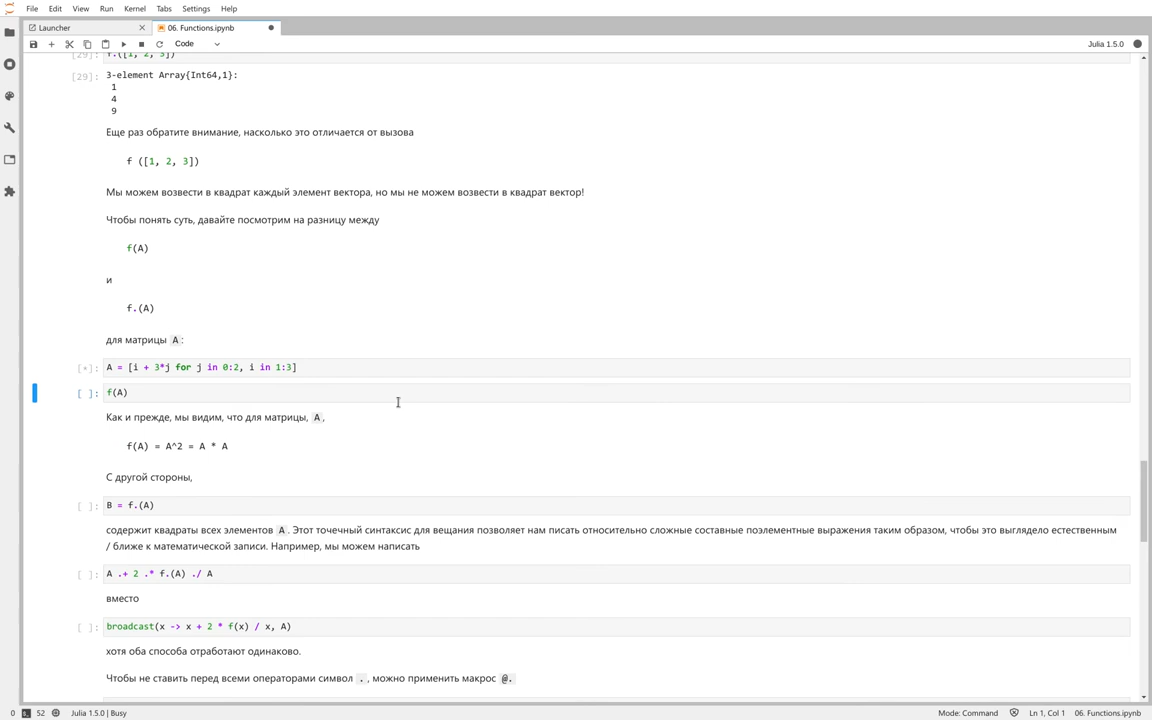 File Edit View Run Kernel Tabs Settings Help
Launcher
06. Functions.ipynb
Code
Julia 1.5.0
[29]: f.([1, 2, 3])
[29]: 3-element Array{Int64,1}:
1
4
9
Еще раз обратите внимание, насколько это отличается от вызова
f ([1, 2, 3])
Мы можем возвести в квадрат каждый элемент вектора, но мы не можем возвести в квадрат вектор!
Чтобы понять суть, давайте посмотрим на разницу между
f(A)
и
f.(A)
для матрицы A:
[*]: A = [i + 3*j for j in 0:2, i in 1:3]
[ ]: f(A)
Как и прежде, мы видим, что для матрицы, A,
f(A) = A^2 = A * A
С другой стороны,
[ ]: B = f.(A)
содержит квадраты всех элементов A. Этот точечный синтаксис для вещания позволяет нам писать относительно сложные составные поэлементные выражения таким образом, чтобы это выглядело естественным
/ ближе к математической записи. Например, мы можем написать
[ ]: A .+ 2 .* f.(A) ./ A
вместо
[ ]: broadcast(x -> x + 2 * f(x) / x, A)
хотя оба способа отработают одинаково.
Чтобы не ставить перед всеми операторами символ ., можно применить макрос @.
0 52 Julia 1.5.0 | Busy
Mode: Command Ln 1, Col 1 06. Functions.ipynb